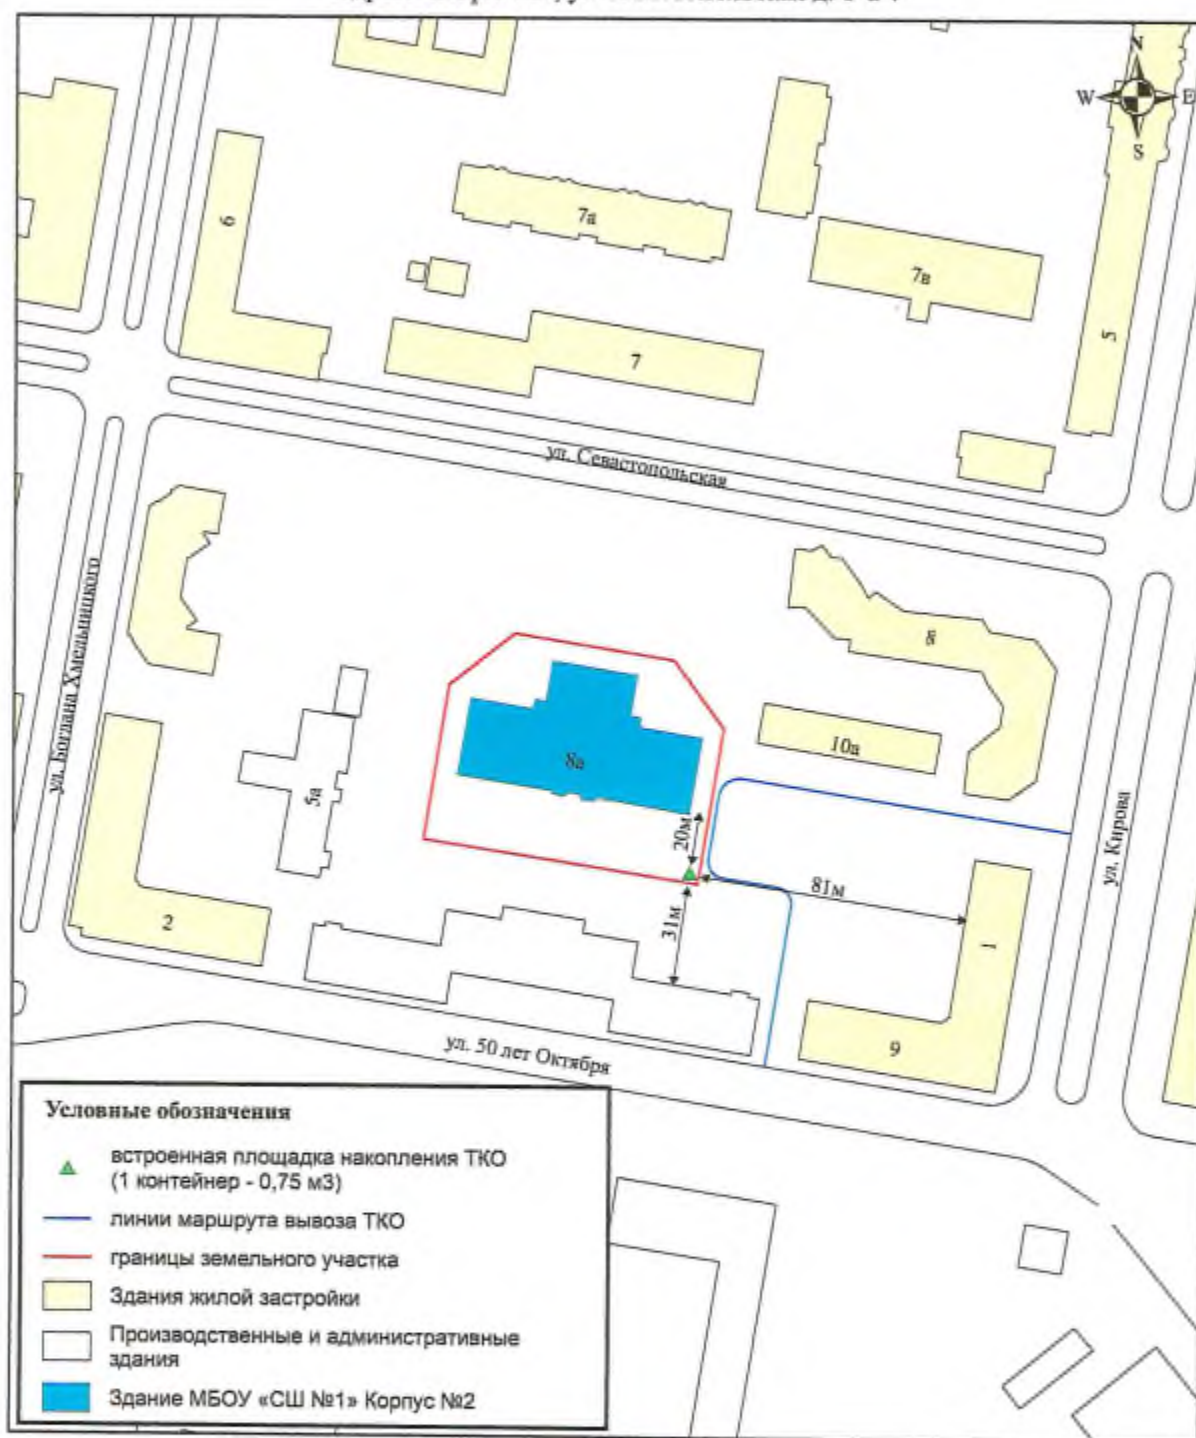 N
W
E
S
6
7а
7в
7
5
ул. Севастопольская
ул. Богдана Хмельницкого
8
10а
8а
5а
20м
81м
31м
ул. Кирова
2
1
9
ул. 50 лет Октября
Условные обозначения
встроенная площадка накопления ТКО
(1 контейнер - 0,75 м3)
линии маршрута вывоза ТКО
границы земельного участка
Здания жилой застройки
Производственные и административные
здания
Здание МБОУ «СШ №1» Корпус №2